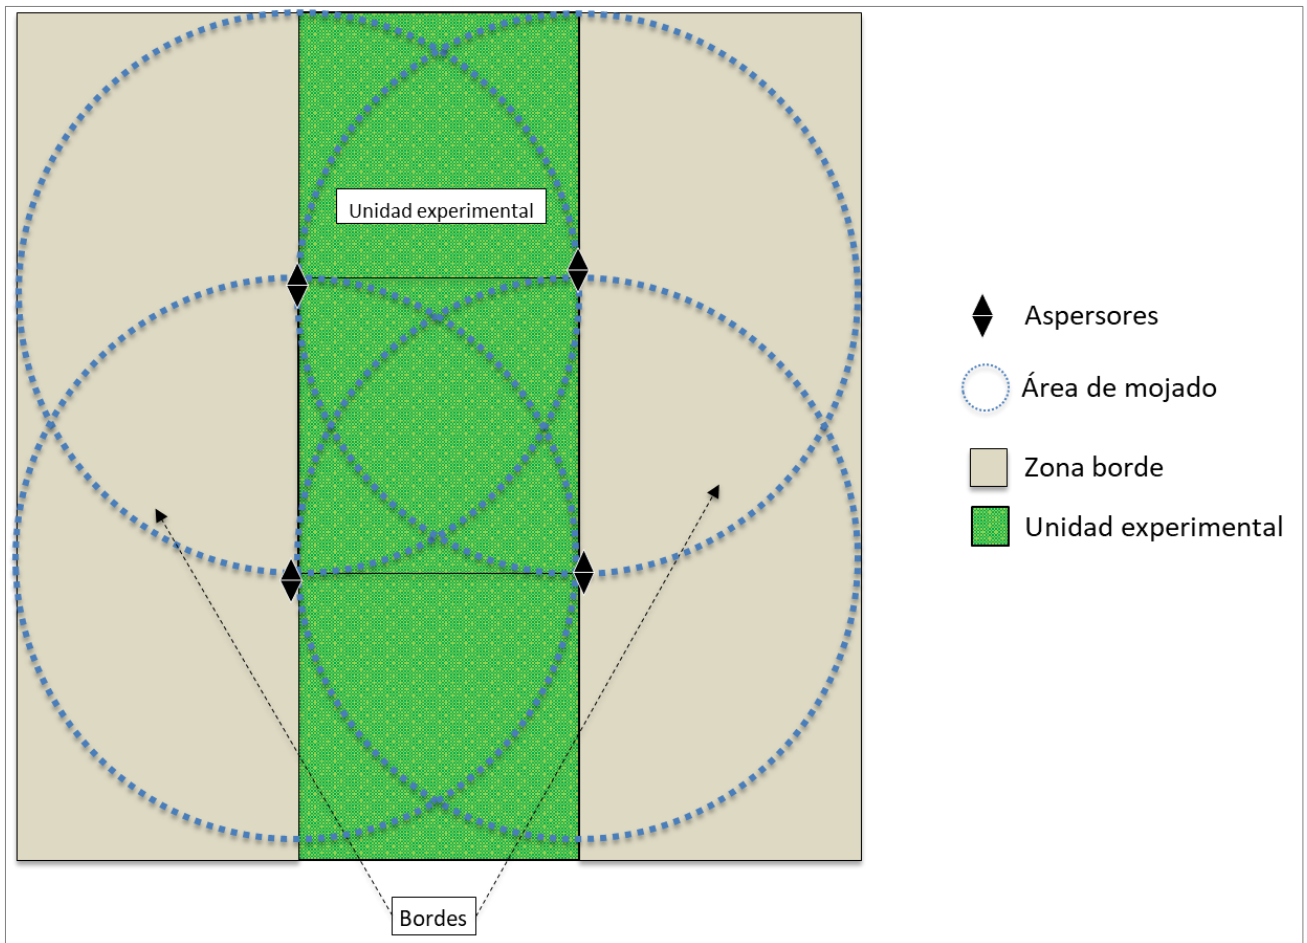 Unidad experimental
Aspersores
Área de mojado
Zona borde
Unidad experimental
Bordes